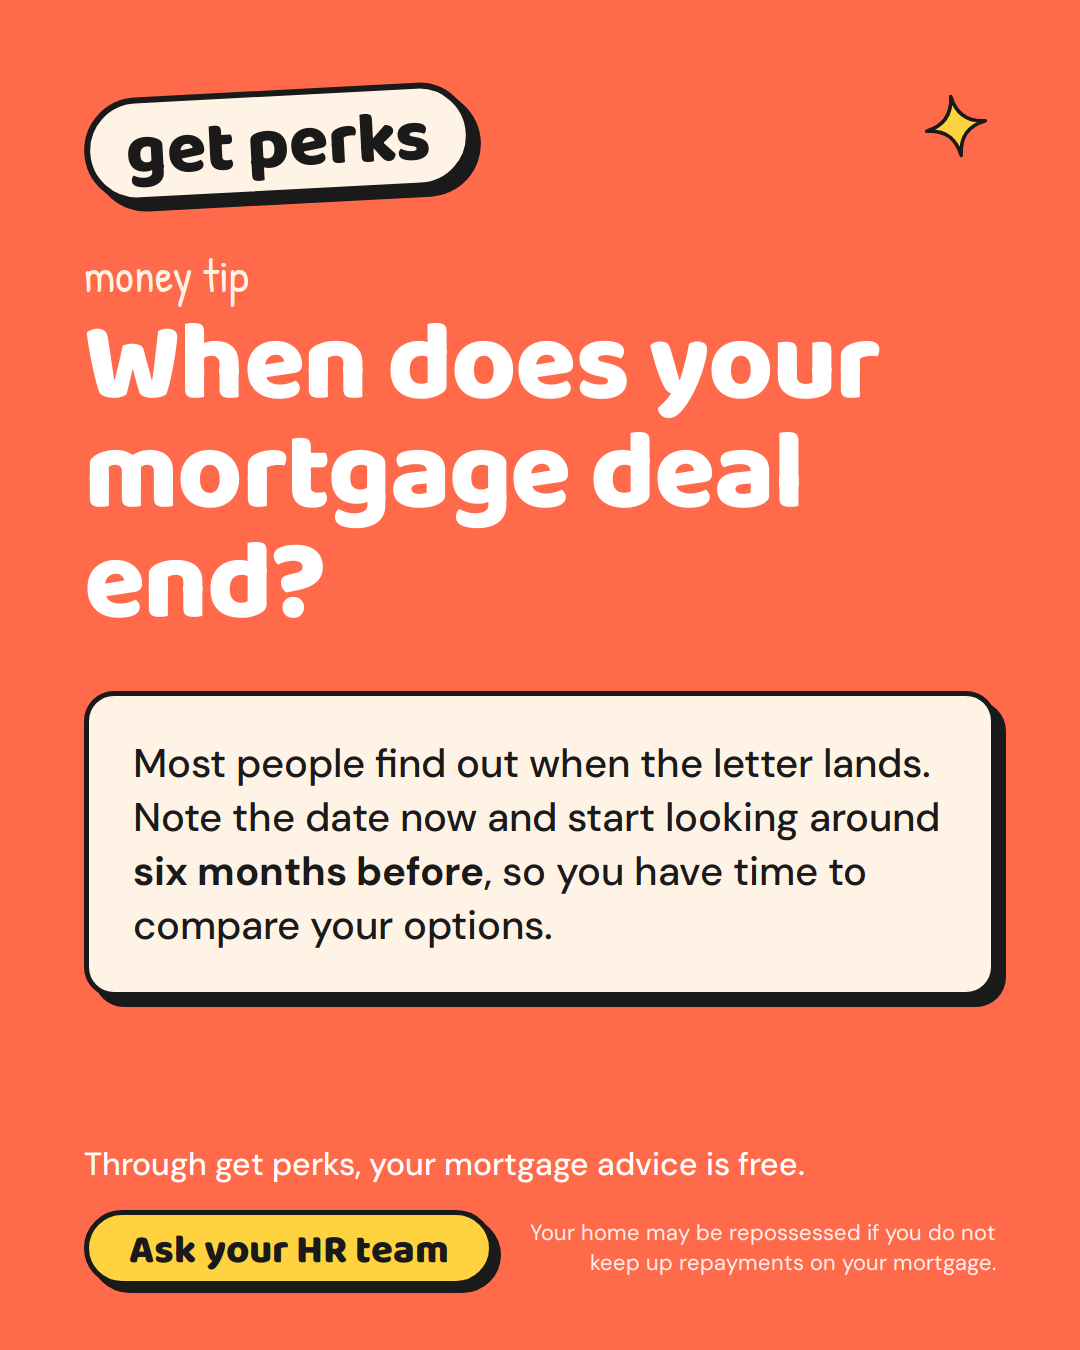 get perks
money tip
When does your
mortgage deal
end?
Most people find out when the letter lands.
Note the date now and start looking around
six months before, so you have time to
compare your options.
Through get perks, your mortgage advice is free.
Ask your HR team
Your home may be repossessed if you do not
keep up repayments on your mortgage.